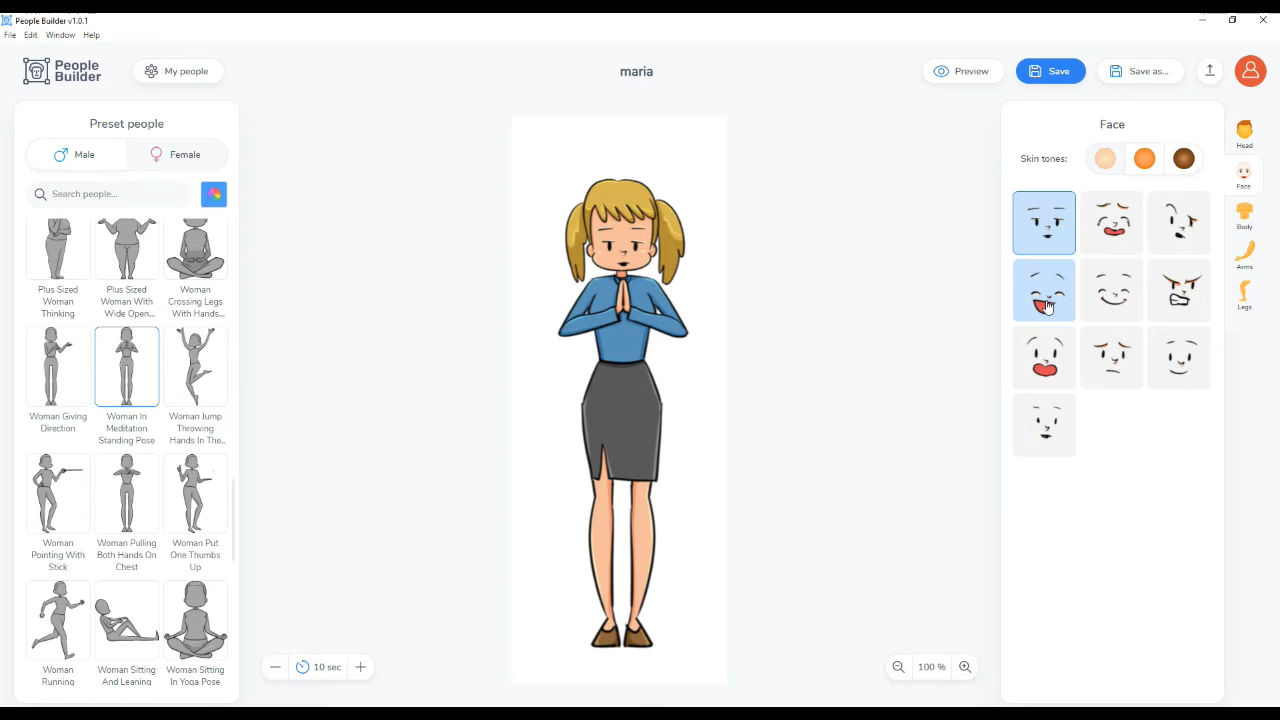 People Builder v1.0.1
File Edit Window Help
People
Builder
My people
maria
Preview
Save
Save as...
Preset people
Male
Female
Search people...
Plus Sized
Woman
Thinking
Plus Sized
Woman With
Wide Open...
Woman
Crossing Legs
With Hands...
Woman Giving
Direction
Woman In
Meditation
Standing Pose
Woman Jump
Throwing
Hands In The..
Woman
Pointing With
Stick
Woman Pulling
Both Hands On
Chest
Woman Put
One Thumbs
Up
Woman
Running
Woman Sitting
And Leaning
Woman Sitting
In Yoga Pose
10 sec
100 %
Face
Skin tones:
Head
Face
Body
Arms
Legs